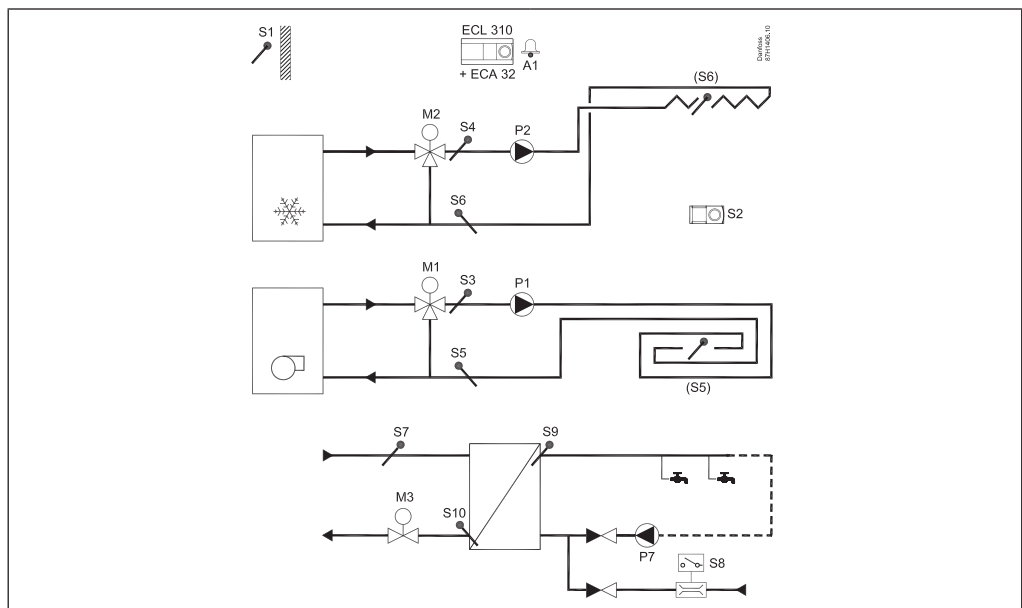 S1
ECL 310
A1
+ ECA 32
Danfoss
87H1406.10
(S6)
M2
S4
P2
S6
S2
M1
S3
P1
S5
(S5)
S7
S9
M3
S10
P7
S8